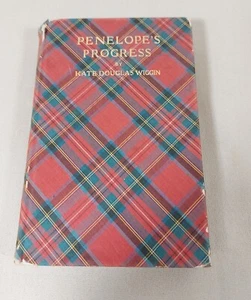 PENELOPE'S
PROGRESS
BY
KATE DOUGLAS WIGGIN